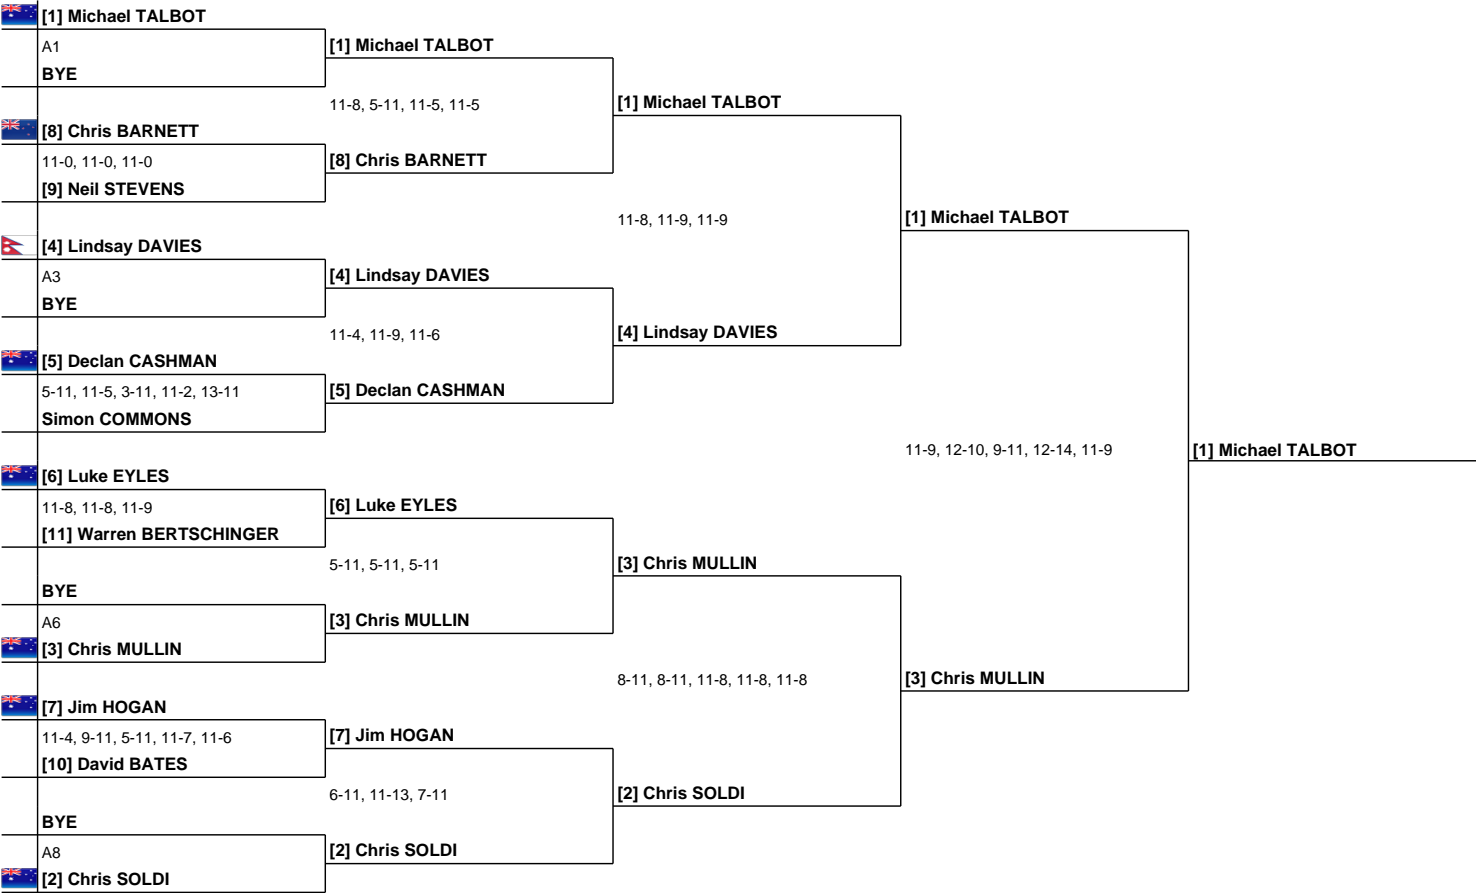 [1] Michael TALBOT
A1
BYE
[8] Chris BARNETT
11-0, 11-0, 11-0
[9] Neil STEVENS
[4] Lindsay DAVIES
A3
BYE
[5] Declan CASHMAN
5-11, 11-5, 3-11, 11-2, 13-11
Simon COMMONS
[6] Luke EYLES
11-8, 11-8, 11-9
[11] Warren BERTSCHINGER
BYE
A6
[3] Chris MULLIN
[7] Jim HOGAN
11-4, 9-11, 5-11, 11-7, 11-6
[10] David BATES
BYE
A8
[2] Chris SOLDI
[1] Michael TALBOT
11-8, 5-11, 11-5, 11-5
[8] Chris BARNETT
[4] Lindsay DAVIES
11-4, 11-9, 11-6
[5] Declan CASHMAN
[6] Luke EYLES
5-11, 5-11, 5-11
[3] Chris MULLIN
[7] Jim HOGAN
6-11, 11-13, 7-11
[2] Chris SOLDI
[1] Michael TALBOT
11-8, 11-9, 11-9
[4] Lindsay DAVIES
[3] Chris MULLIN
8-11, 8-11, 11-8, 11-8, 11-8
[2] Chris SOLDI
[1] Michael TALBOT
11-9, 12-10, 9-11, 12-14, 11-9
[3] Chris MULLIN
[1] Michael TALBOT